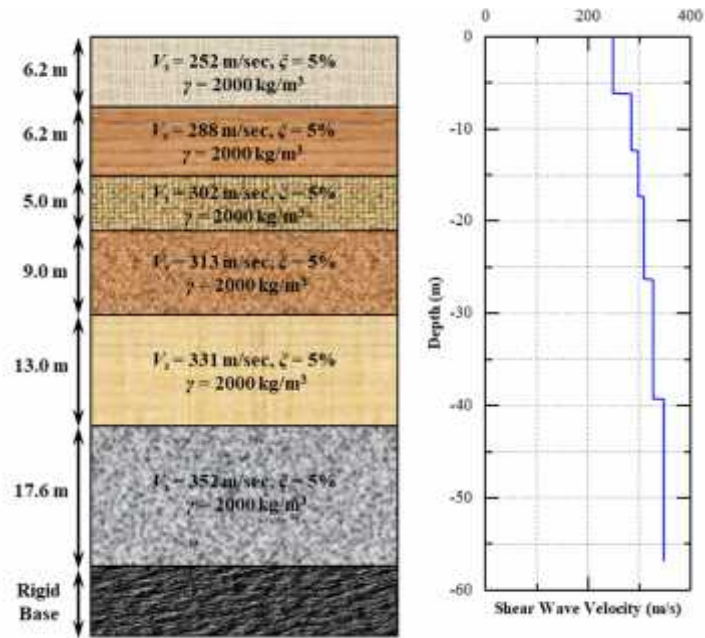 6.2 m
Vs = 252 m/sec, ξ = 5%
γ = 2000 kg/m³
6.2 m
Vs = 288 m/sec, ξ = 5%
γ = 2000 kg/m³
5.0 m
Vs = 302 m/sec, ξ = 5%
γ = 2000 kg/m³
9.0 m
Vs = 313 m/sec, ξ = 5%
γ = 2000 kg/m³
13.0 m
Vs = 331 m/sec, ξ = 5%
γ = 2000 kg/m³
17.6 m
Vs = 352 m/sec, ξ = 5%
γ = 2000 kg/m³
Rigid
Base
0
200
400
0
-10
-20
-30
-40
-50
-60
Depth (m)
Shear Wave Velocity (m/s)